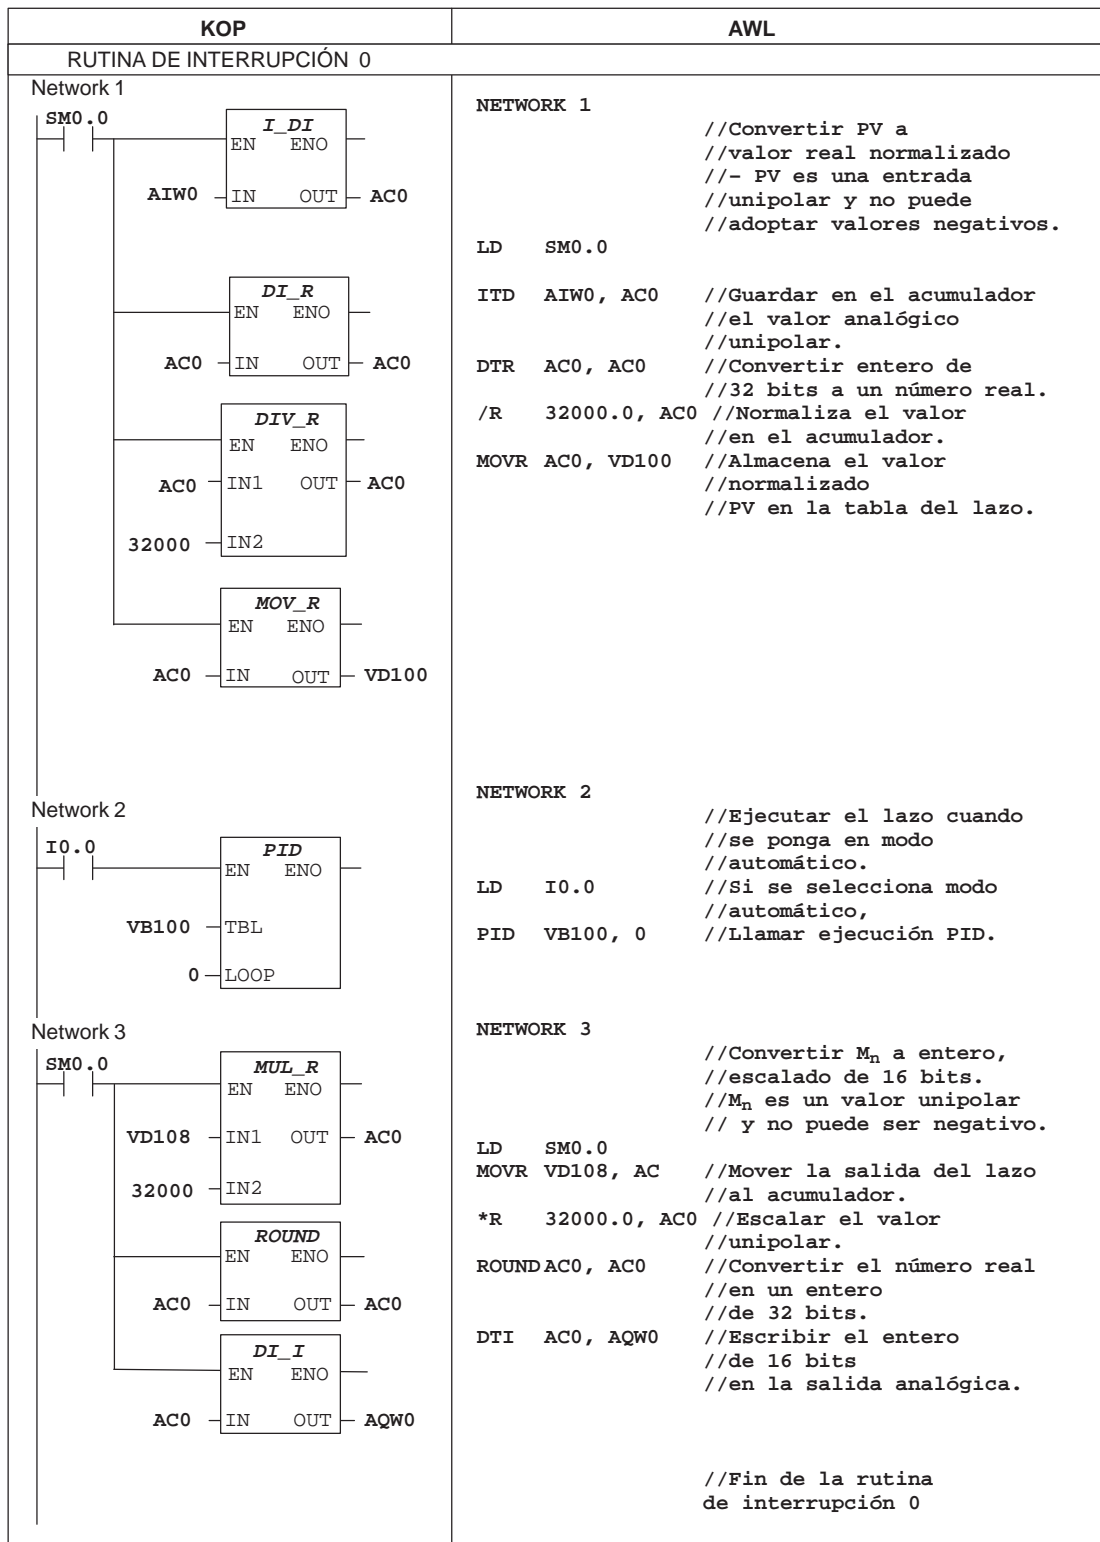 KOP
AWL
RUTINA DE INTERRUPCIÓN 0
Network 1
SM0.0
I_DI
EN ENO
AIW0 IN OUT AC0
DI_R
EN ENO
AC0 IN OUT AC0
DIV_R
EN ENO
AC0 IN1 OUT AC0
32000 IN2
MOV_R
EN ENO
AC0 IN OUT VD100
Network 2
I0.0
PID
EN ENO
VB100 TBL
0 LOOP
Network 3
SM0.0
MUL_R
EN ENO
VD108 IN1 OUT AC0
32000 IN2
ROUND
EN ENO
AC0 IN OUT AC0
DI_I
EN ENO
AC0 IN OUT AQW0
NETWORK 1
//Convertir PV a
//valor real normalizado
//– PV es una entrada
//unipolar y no puede
//adoptar valores negativos.
LD SM0.0
ITD AIW0, AC0 //Guardar en el acumulador
//el valor analógico
//unipolar.
DTR AC0, AC0 //Convertir entero de
//32 bits a un número real.
/R 32000.0, AC0 //Normaliza el valor
//en el acumulador.
MOVR AC0, VD100 //Almacena el valor
//normalizado
//PV en la tabla del lazo.
NETWORK 2
//Ejecutar el lazo cuando
//se ponga en modo
//automático.
LD I0.0 //Si se selecciona modo
//automático,
PID VB100, 0 //Llamar ejecución PID.
NETWORK 3
//Convertir Mn a entero,
//escalado de 16 bits.
//Mn es un valor unipolar
// y no puede ser negativo.
LD SM0.0
MOVR VD108, AC //Mover la salida del lazo
//al acumulador.
*R 32000.0, AC0 //Escalar el valor
//unipolar.
ROUND AC0, AC0 //Convertir el número real
//en un entero
//de 32 bits.
DTI AC0, AQW0 //Escribir el entero
//de 16 bits
//en la salida analógica.
//Fin de la rutina
de interrupción 0